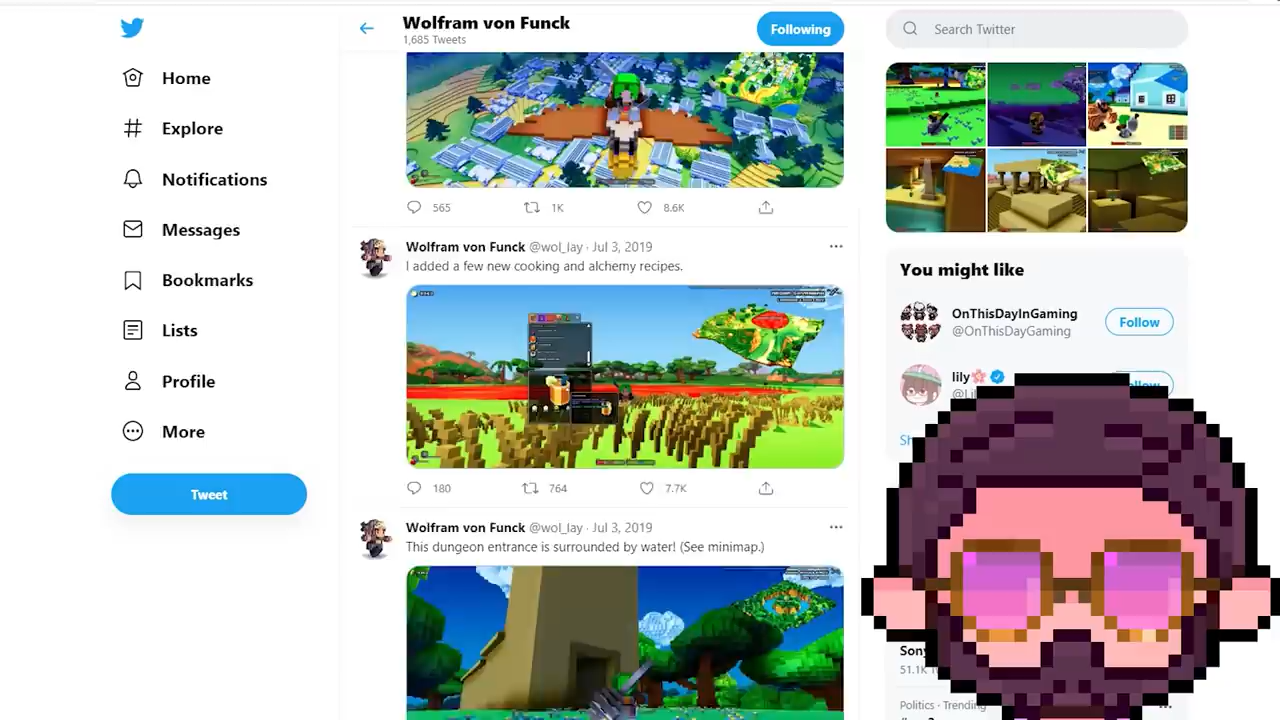 Wolfram von Funck
1,685 Tweets
Following
Search Twitter
Home
Explore
Notifications
Messages
Bookmarks
Lists
Profile
More
Tweet
565
1K
8.6K
Wolfram von Funck @wol_lay · Jul 3, 2019
I added a few new cooking and alchemy recipes.
180
764
7.7K
Wolfram von Funck @wol_lay · Jul 3, 2019
This dungeon entrance is surrounded by water! (See minimap.)
You might like
OnThisDayInGaming
@OnThisDayGaming
Follow
lily
Follow
Sony
51.1K
Politics · Trending